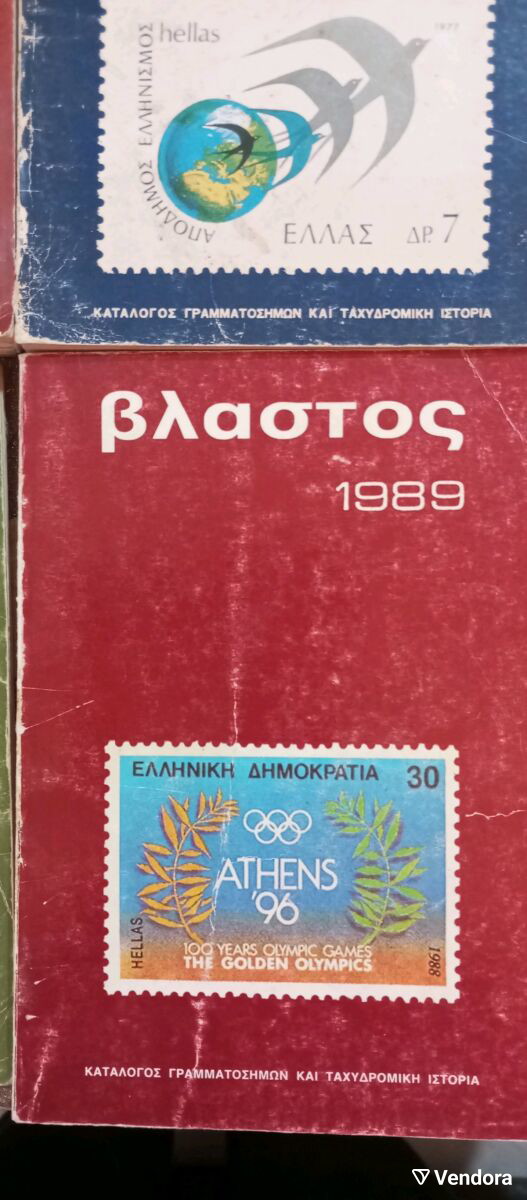 hellas
1977
ΑΠΟΔΗΜΟΣ ΕΛΛΗΝΙΣΜΟΣ
ΕΛΛΑΣ ΔΡ. 7
ΚΑΤΑΛΟΓΟΣ ΓΡΑΜΜΑΤΟΣΗΜΩΝ ΚΑΙ ΤΑΧΥΔΡΟΜΙΚΗ ΙΣΤΟΡΙΑ
βλαστος
1989
ΕΛΛΗΝΙΚΗ ΔΗΜΟΚΡΑΤΙΑ 30
ATHENS
'96
HELLAS
100 YEARS OLYMPIC GAMES
THE GOLDEN OLYMPICS
1988
ΚΑΤΑΛΟΓΟΣ ΓΡΑΜΜΑΤΟΣΗΜΩΝ ΚΑΙ ΤΑΧΥΔΡΟΜΙΚΗ ΙΣΤΟΡΙΑ
Vendora